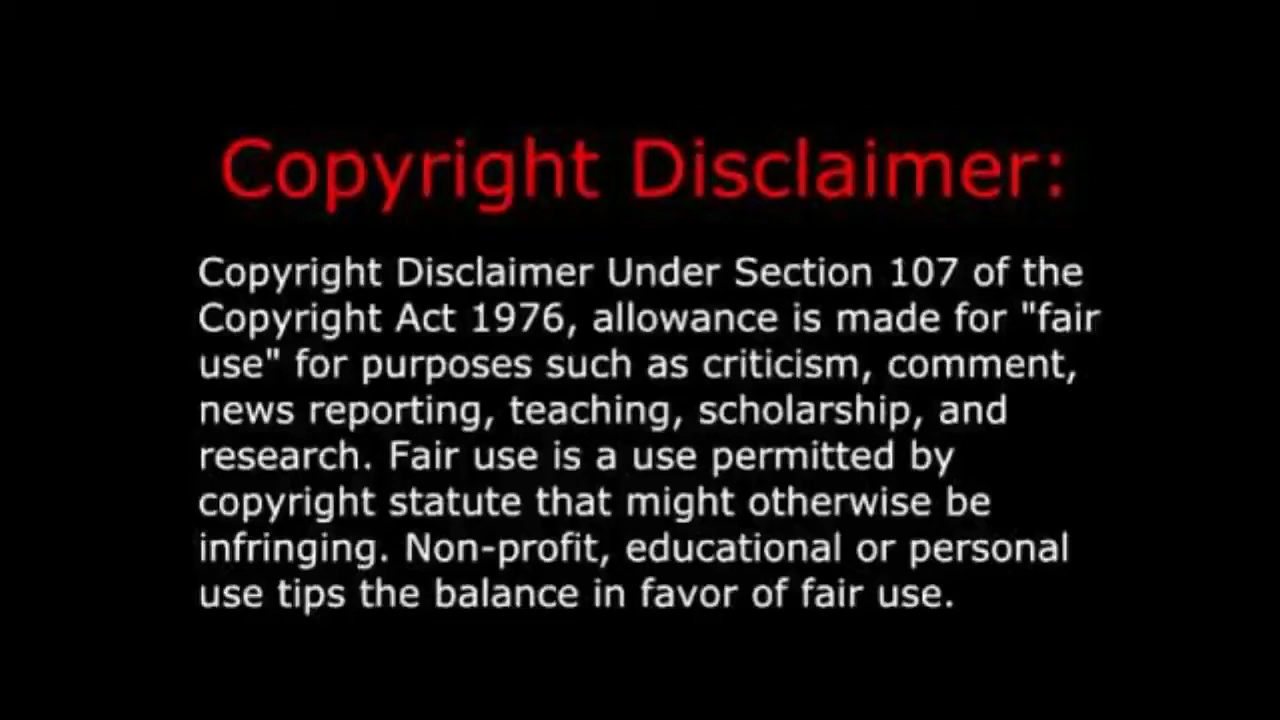 Copyright Disclaimer:
Copyright Disclaimer Under Section 107 of the
Copyright Act 1976, allowance is made for "fair
use" for purposes such as criticism, comment,
news reporting, teaching, scholarship, and
research. Fair use is a use permitted by
copyright statute that might otherwise be
infringing. Non-profit, educational or personal
use tips the balance in favor of fair use.